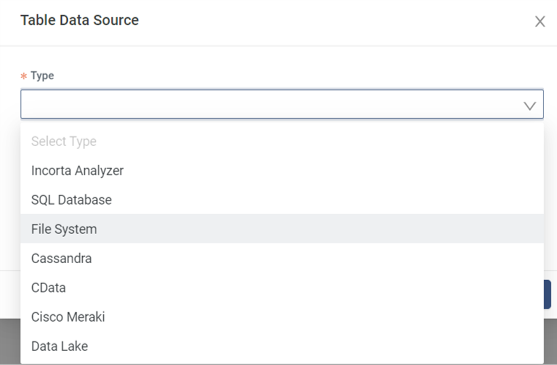 Table Data Source
* Type
Select Type
Incorta Analyzer
SQL Database
File System
Cassandra
CData
Cisco Meraki
Data Lake